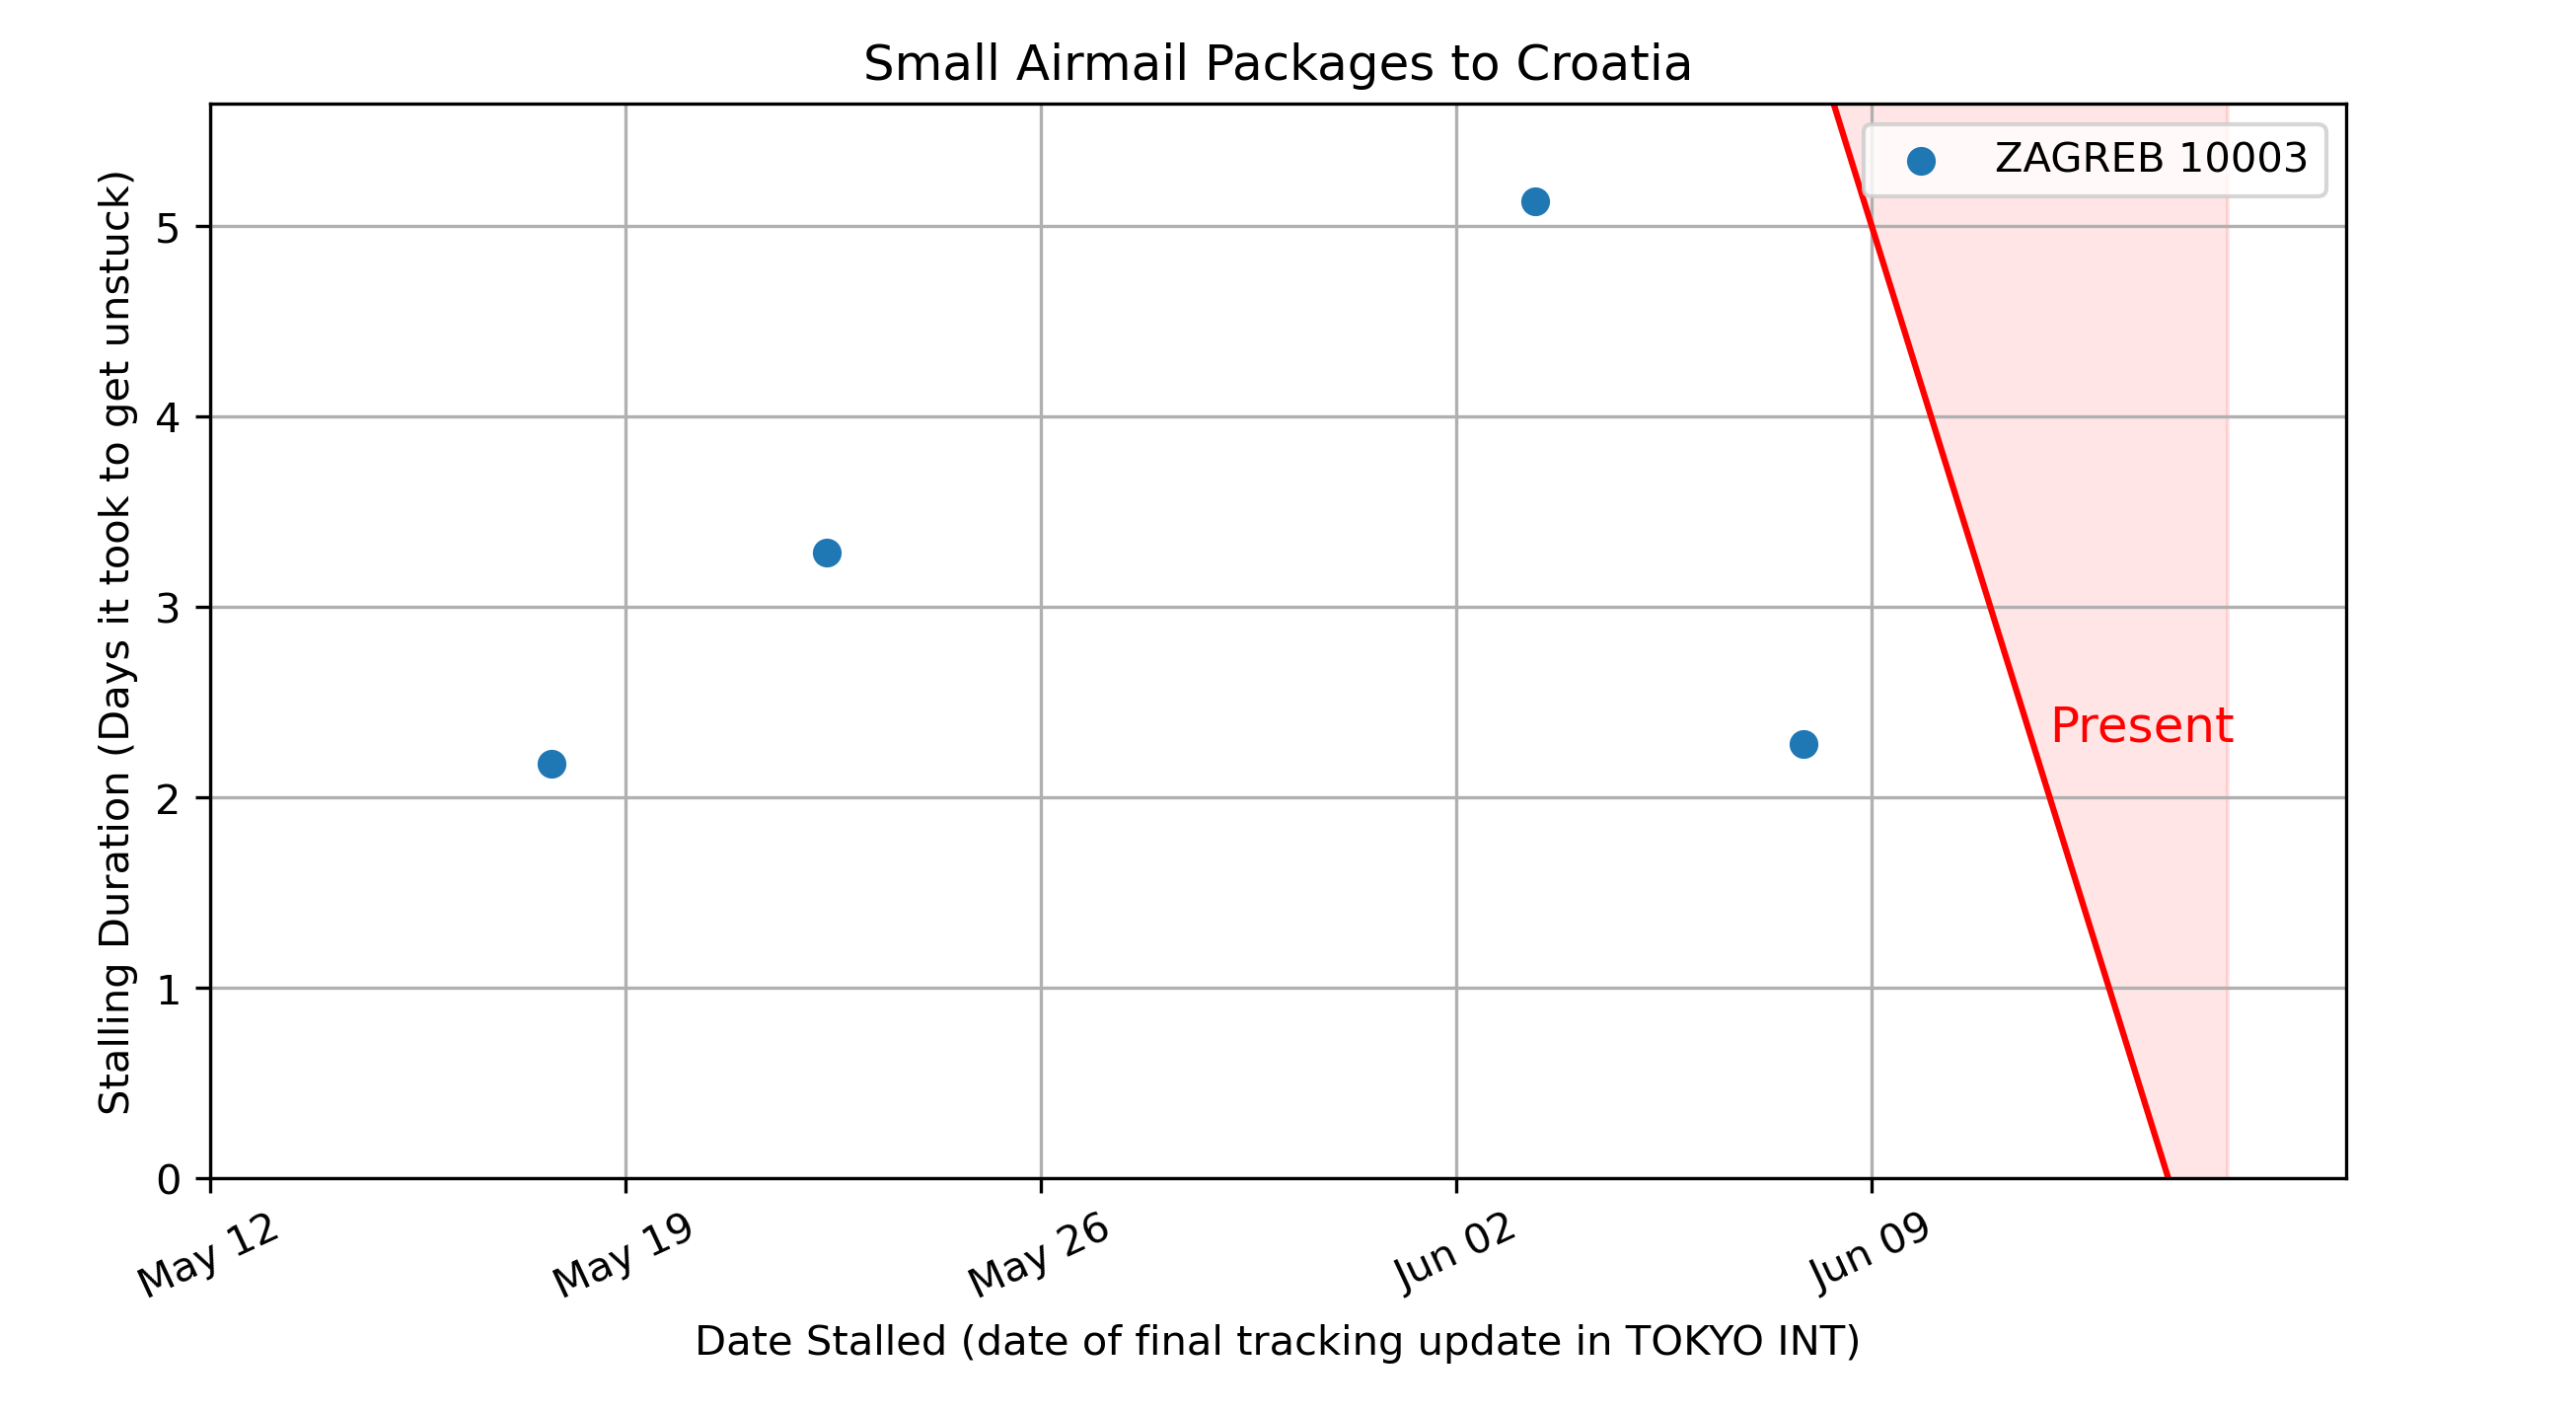 Small Airmail Packages to Croatia
ZAGREB 10003
Stalling Duration (Days it took to get unstuck)
5
4
3
2
1
0
Present
May 12
May 19
May 26
Jun 02
Jun 09
Date Stalled (date of final tracking update in TOKYO INT)